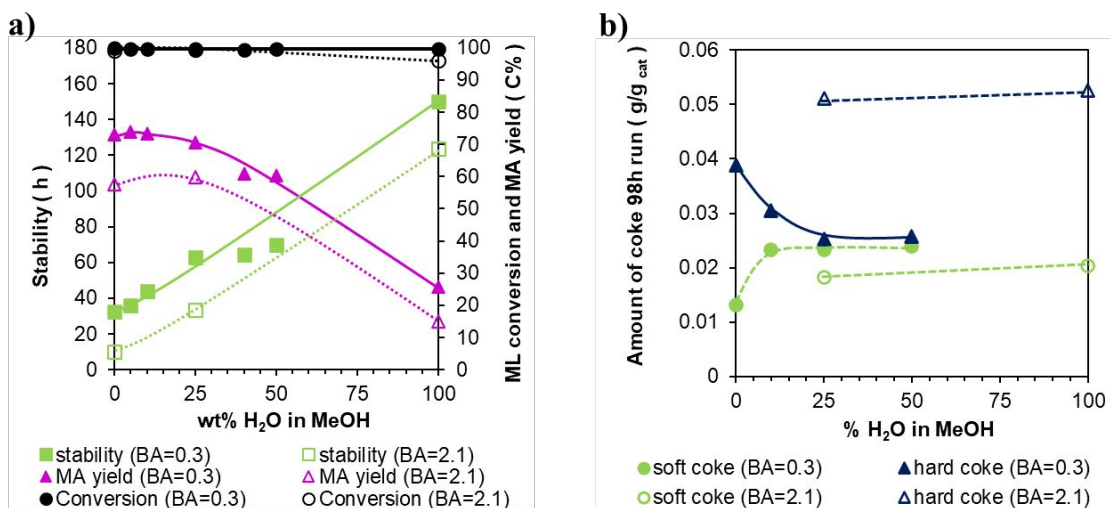 a)
180
160
140
120
100
80
60
40
20
0
Stability ( h )
100
90
80
70
60
50
40
30
20
10
0
ML conversion and MA yield ( C% )
0 25 50 75 100
wt% H₂O in MeOH
stability (BA=0.3) stability (BA=2.1)
MA yield (BA=0.3) MA yield (BA=2.1)
Conversion (BA=0.3) Conversion (BA=2.1)
b)
0.06
0.05
0.04
0.03
0.02
0.01
0
Amount of coke 98h run ( g/g cat )
0 25 50 75 100
% H₂O in MeOH
soft coke (BA=0.3) hard coke (BA=0.3)
soft coke (BA=2.1) hard coke (BA=2.1)